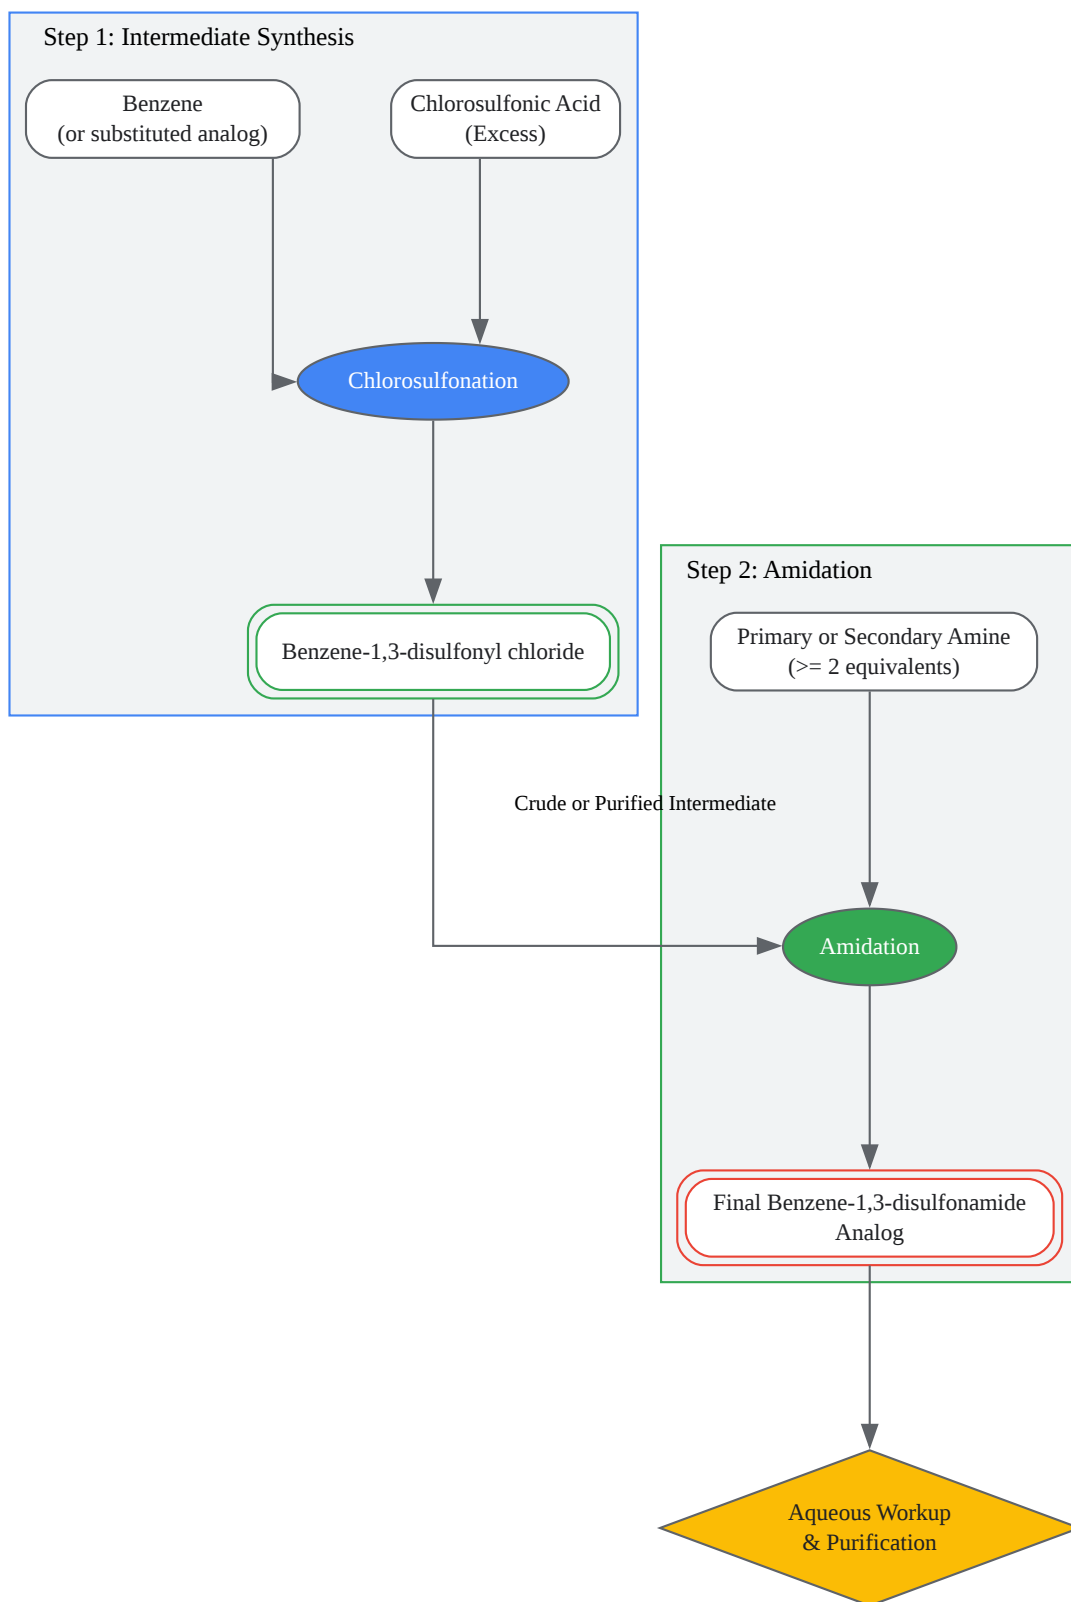 Step 1: Intermediate Synthesis
Benzene
(or substituted analog)
Chlorosulfonic Acid
(Excess)
Chlorosulfonation
Benzene-1,3-disulfonyl chloride
Step 2: Amidation
Primary or Secondary Amine
(>= 2 equivalents)
Crude or Purified Intermediate
Amidation
Final Benzene-1,3-disulfonamide
Analog
Aqueous Workup
& Purification